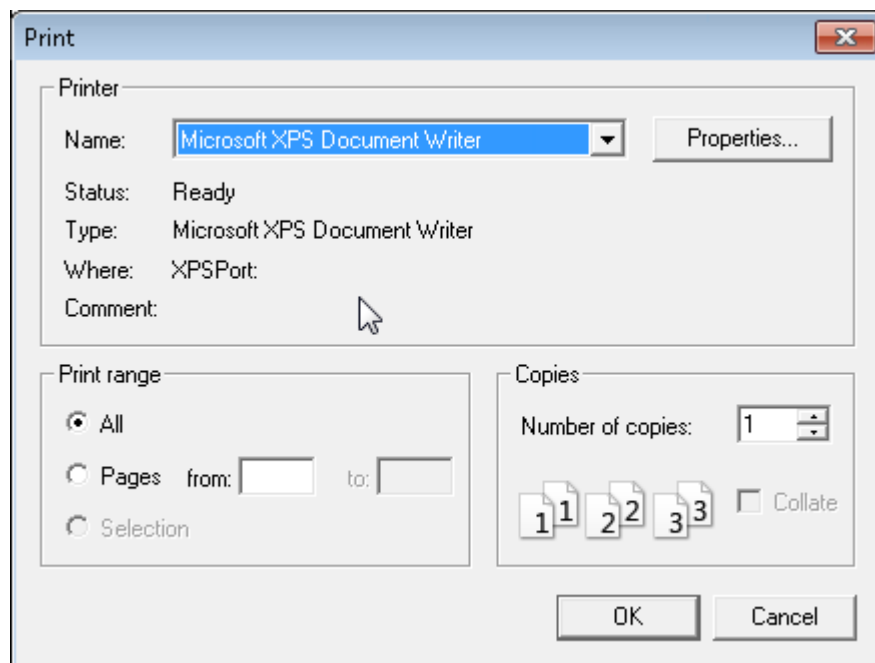 Print
Printer
Name: Microsoft XPS Document Writer Properties...
Status: Ready
Type: Microsoft XPS Document Writer
Where: XPSPort:
Comment:
Print range
All
Pages from: to:
Selection
Copies
Number of copies: 1
1 1 2 2 3 3 Collate
OK Cancel